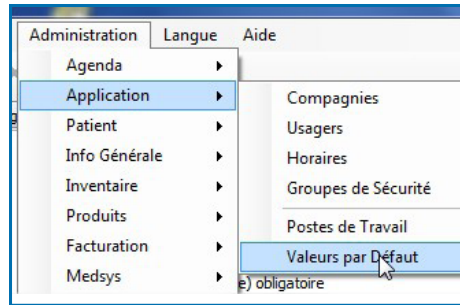 Administration Langue Aide
Agenda
Application
Patient
Info Générale
Inventaire
Produits
Facturation
Medsys
Compagnies
Usagers
Horaires
Groupes de Sécurité
Postes de Travail
Valeurs par Défaut
e) obligatoire